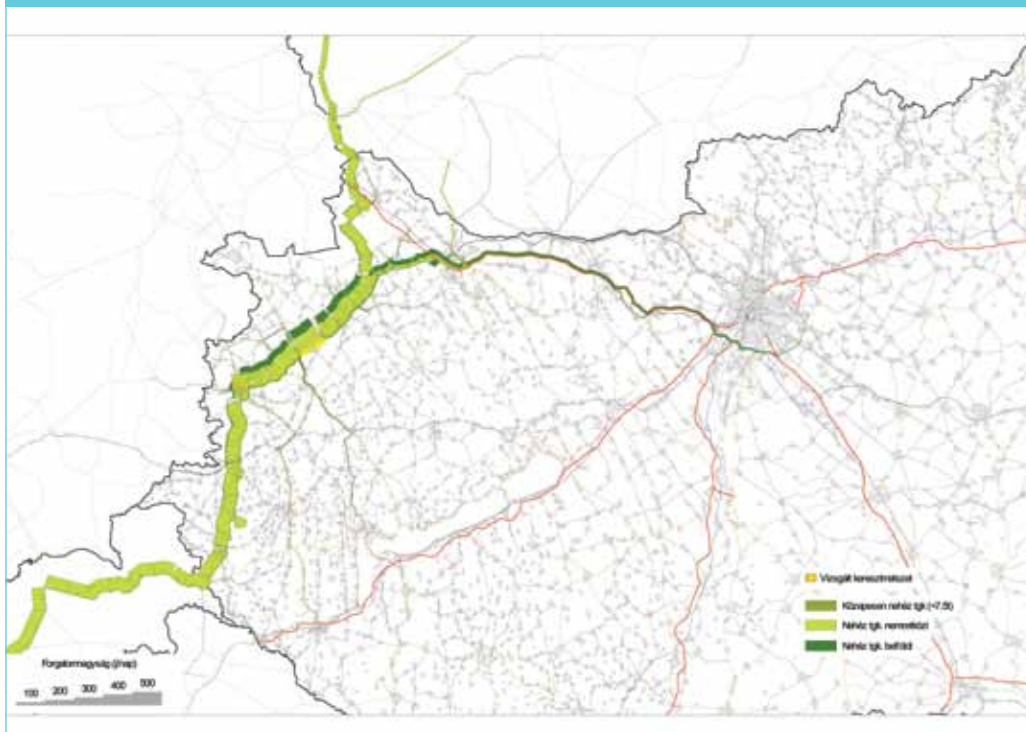 Vizsgált keresztmetszet
Közepesen nehéz tgk (<7.5t)
Nehéz tgk. nemzetközi
Nehéz tgk. belföldi
Forgalomnagyság (j/nap)
100 200 300 400 500